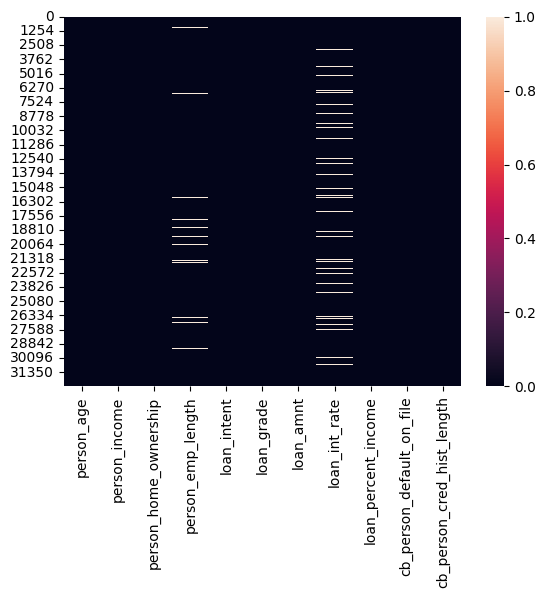 0
1254
2508
3762
5016
6270
7524
8778
10032
11286
12540
13794
15048
16302
17556
18810
20064
21318
22572
23826
25080
26334
27588
28842
30096
31350
1.0
0.8
0.6
0.4
0.2
0.0
person_age
person_income
person_home_ownership
person_emp_length
loan_intent
loan_grade
loan_amnt
loan_int_rate
loan_percent_income
cb_person_default_on_file
cb_person_cred_hist_length